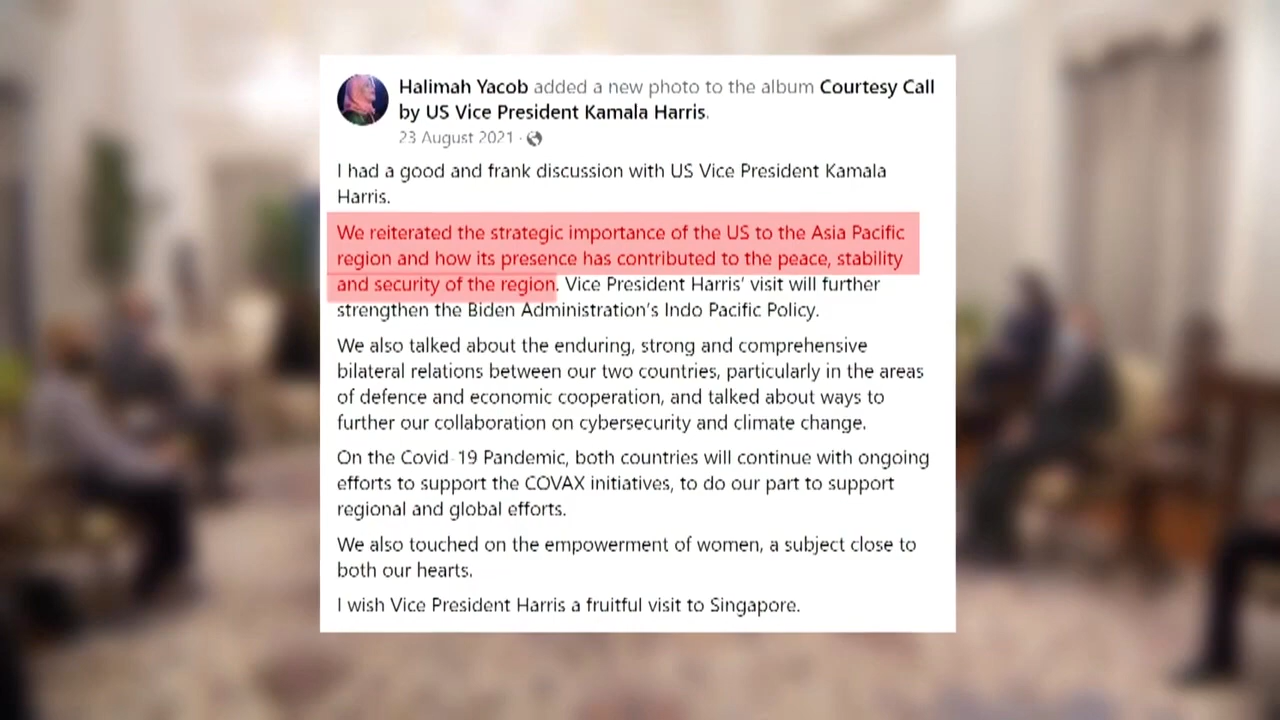 Halimah Yacob added a new photo to the album Courtesy Call
by US Vice President Kamala Harris.
23 August 2021 ·
I had a good and frank discussion with US Vice President Kamala
Harris.
We reiterated the strategic importance of the US to the Asia Pacific
region and how its presence has contributed to the peace, stability
and security of the region. Vice President Harris’ visit will further
strengthen the Biden Administration’s Indo Pacific Policy.
We also talked about the enduring, strong and comprehensive
bilateral relations between our two countries, particularly in the areas
of defence and economic cooperation, and talked about ways to
further our collaboration on cybersecurity and climate change.
On the Covid-19 Pandemic, both countries will continue with ongoing
efforts to support the COVAX initiatives, to do our part to support
regional and global efforts.
We also touched on the empowerment of women, a subject close to
both our hearts.
I wish Vice President Harris a fruitful visit to Singapore.